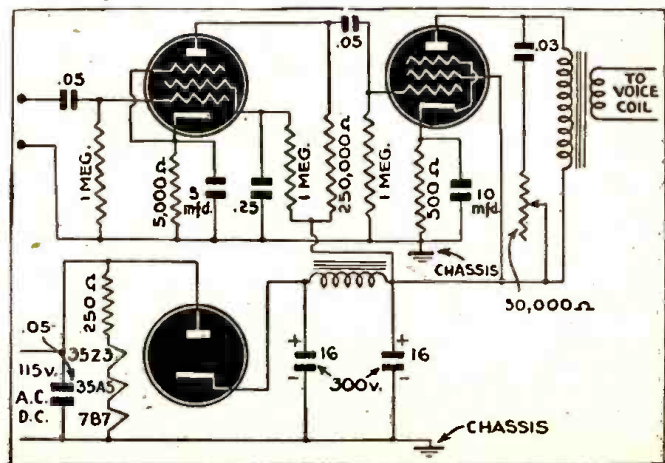 .05
1 MEG.
5,000 Ω
5 mfd.
.25
1 MEG.
250,000 Ω
.05
1 MEG.
500 Ω
10 mfd.
CHASSIS
.03
TO VOICE COIL
50,000 Ω
.05
115 v.
A.C.
D.C.
250 Ω
35Z3
35A5
7B7
16
300 v.
16
CHASSIS